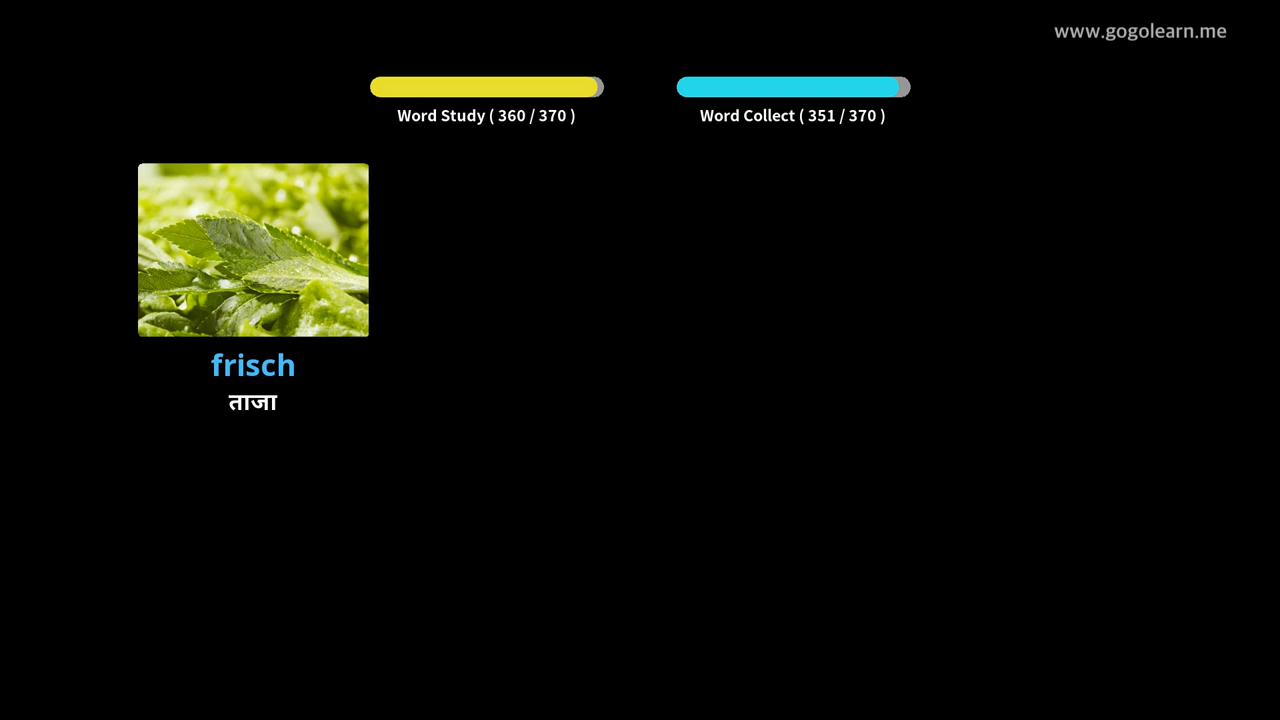 www.gogolearn.me
Word Study ( 360 / 370 )
Word Collect ( 351 / 370 )
frisch
ताजा